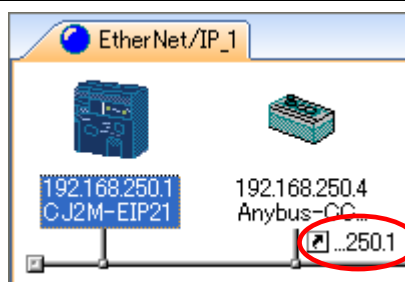 EtherNet/IP_1
192.168.250.1
CJ2M-EIP21
192.168.250.4
Anybus-CC...
...250.1